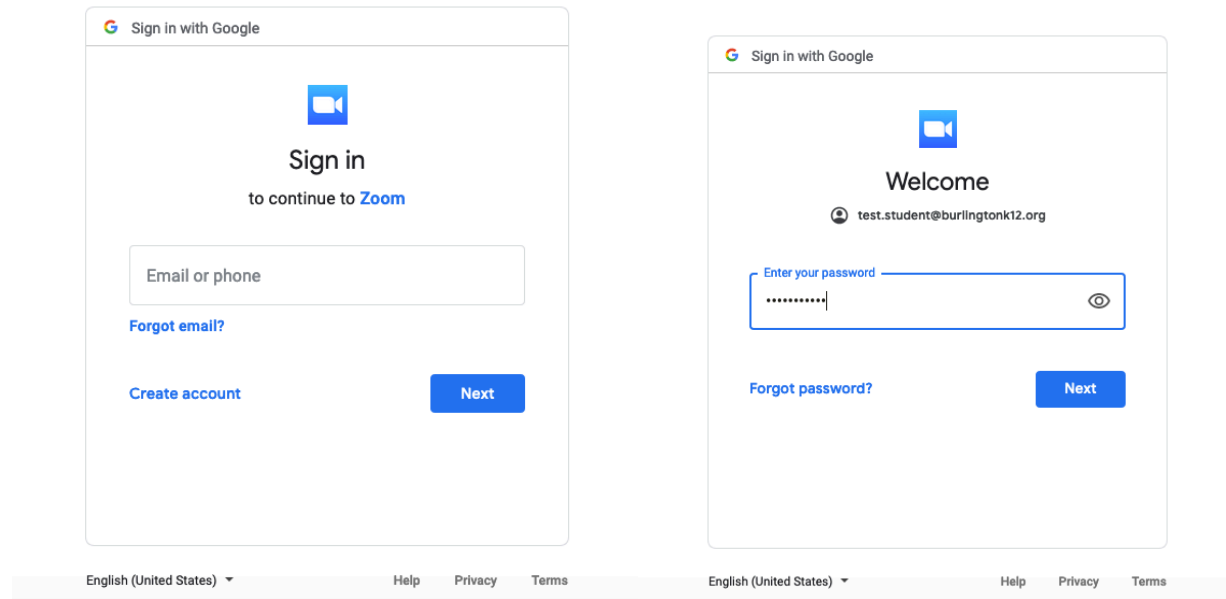 Sign in with Google
Sign in
to continue to Zoom
Email or phone
Forgot email?
Create account
Next
English (United States)
Help
Privacy
Terms
Sign in with Google
Welcome
test.student@burlingtonk12.org
Enter your password
•••••••••••
Forgot password?
Next
English (United States)
Help
Privacy
Terms